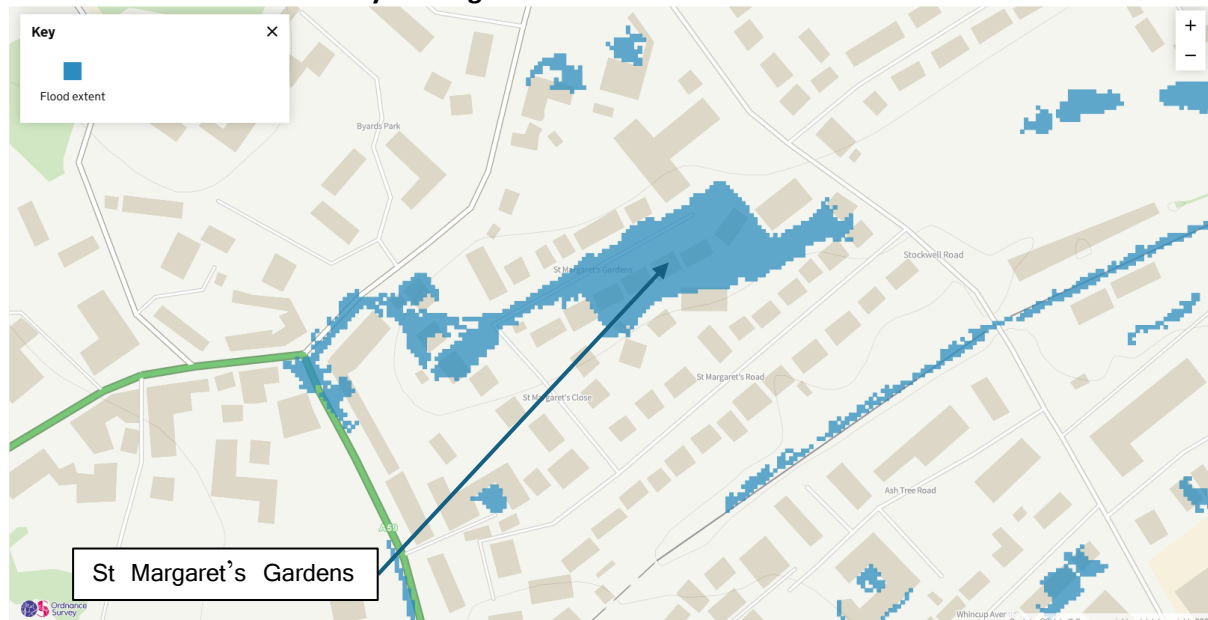 Key
×
Flood extent
+
−
Byards Park
St Margaret's Gardens
Stockwell Road
St Margaret's Road
St Margaret's Close
Ash Tree Road
A59
St Margaret's Gardens
Ordnance
Survey
Whincup Avenue